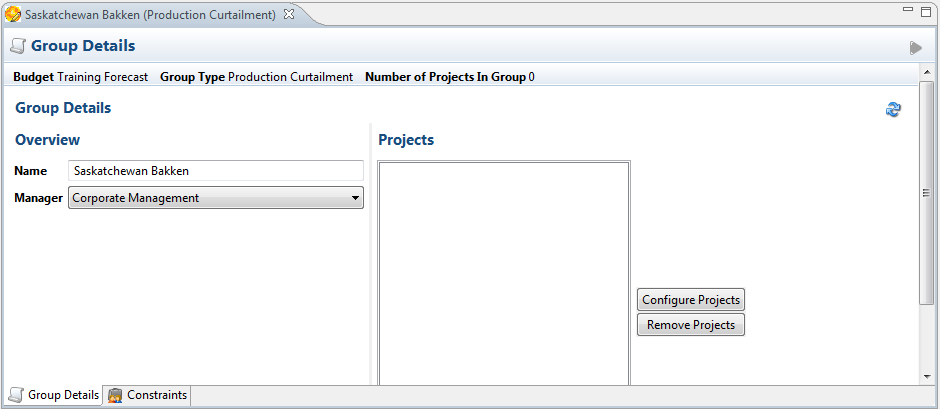 Saskatchewan Bakken (Production Curtailment)
Group Details
Budget Training Forecast Group Type Production Curtailment Number of Projects In Group 0
Group Details
Overview
Name Saskatchewan Bakken
Manager Corporate Management
Projects
Configure Projects
Remove Projects
Group Details Constraints